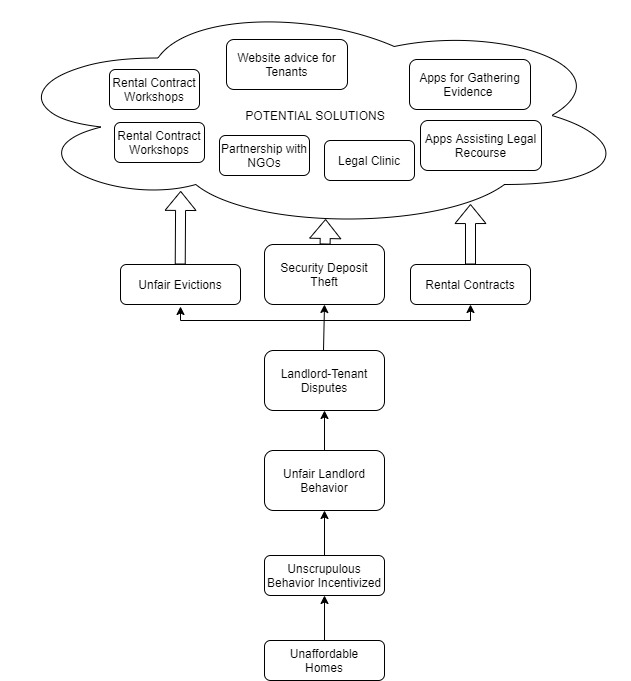 Website advice for
Tenants
Rental Contract
Workshops
Apps for Gathering
Evidence
POTENTIAL SOLUTIONS
Rental Contract
Workshops
Partnership with
NGOs
Legal Clinic
Apps Assisting Legal
Recourse
Unfair Evictions
Security Deposit
Theft
Rental Contracts
Landlord-Tenant
Disputes
Unfair Landlord
Behavior
Unscrupulous
Behavior Incentivized
Unaffordable
Homes